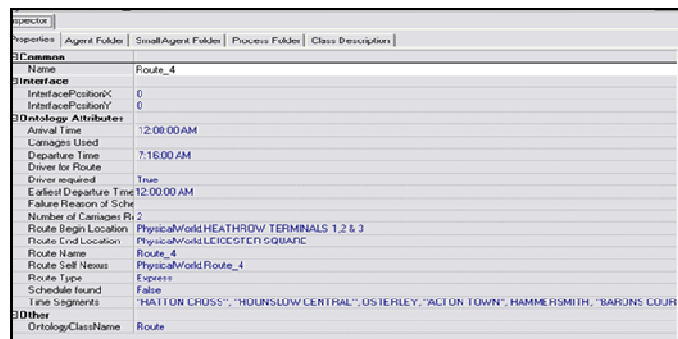 spector
Properties Agent Folder SmallAgent Folder Process Folder Class Description
Common
Name Route_4
Interface
InterfacePositionX 0
InterfacePositionY 0
Ontology Attributes
Arrival Time 12:00:00 AM
Carriages Used
Departure Time 7:16:00 AM
Driver for Route
Driver required True
Earliest Departure Time 12:00:00 AM
Failure Reason of Sche
Number of Carriages R 2
Route Begin Location PhysicalWorld.HEATHROW TERMINALS 1,2 & 3
Route End Location PhysicalWorld.LEICESTER SQUARE
Route Name Route_4
Route Self Nexus PhysicalWorld.Route_4
Route Type Express
Schedule found False
Time Segments "HATTON CROSS", "HOUNSLOW CENTRAL", OSTERLEY, "ACTON TOWN", HAMMERSMITH, "BARONS COUR
Other
OntologyClassName Route